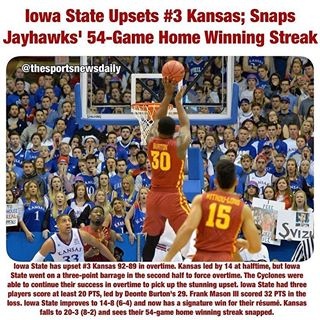 Iowa State Upsets #3 Kansas; Snaps
Jayhawks' 54-Game Home Winning Streak
@thesportsnewsdaily
BURTON
30
15
KANSAS
33
Iowa State has upset #3 Kansas 92-89 in overtime. Kansas led by 14 at halftime, but Iowa
State went on a three-point barrage in the second half to force overtime. The Cyclones were
able to continue their success in overtime to pick up the stunning upset. Iowa State had three
players score at least 20 PTS, led by Deonte Burton's 29. Frank Mason III scored 32 PTS in the
loss. Iowa State improves to 14-8 (6-4) and now has a signature win for their résumé. Kansas
falls to 20-3 (8-2) and sees their 54-game home winning streak snapped.